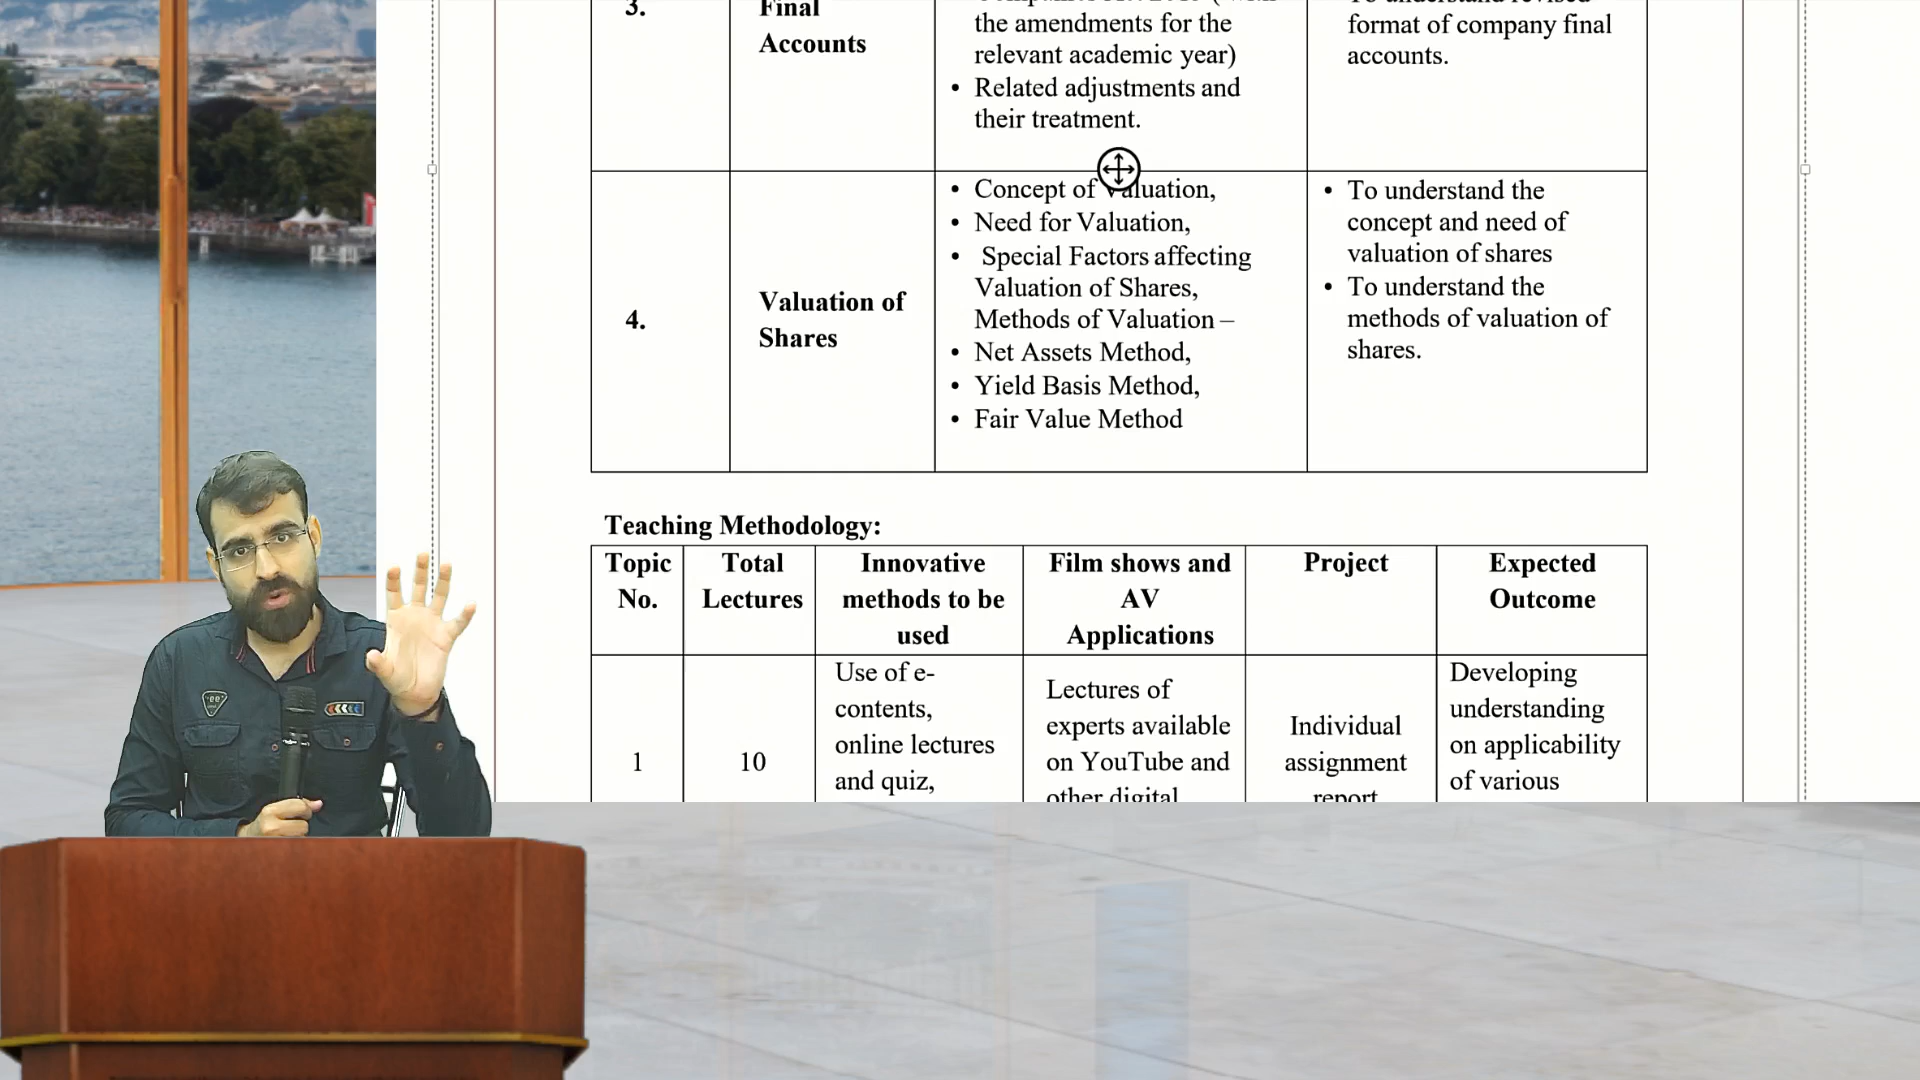 3.
Final
Accounts
the amendments for the
relevant academic year)
• Related adjustments and
their treatment.
format of company final
accounts.
4.
Valuation of
Shares
• Concept of Valuation,
• Need for Valuation,
• Special Factors affecting
Valuation of Shares,
Methods of Valuation –
• Net Assets Method,
• Yield Basis Method,
• Fair Value Method
• To understand the
concept and need of
valuation of shares
• To understand the
methods of valuation of
shares.
Teaching Methodology:
Topic
No.
Total
Lectures
Innovative
methods to be
used
Film shows and
AV
Applications
Project
Expected
Outcome
1
10
Use of e-
contents,
online lectures
and quiz,
Lectures of
experts available
on YouTube and
other digital
Individual
assignment
report
Developing
understanding
on applicability
of various